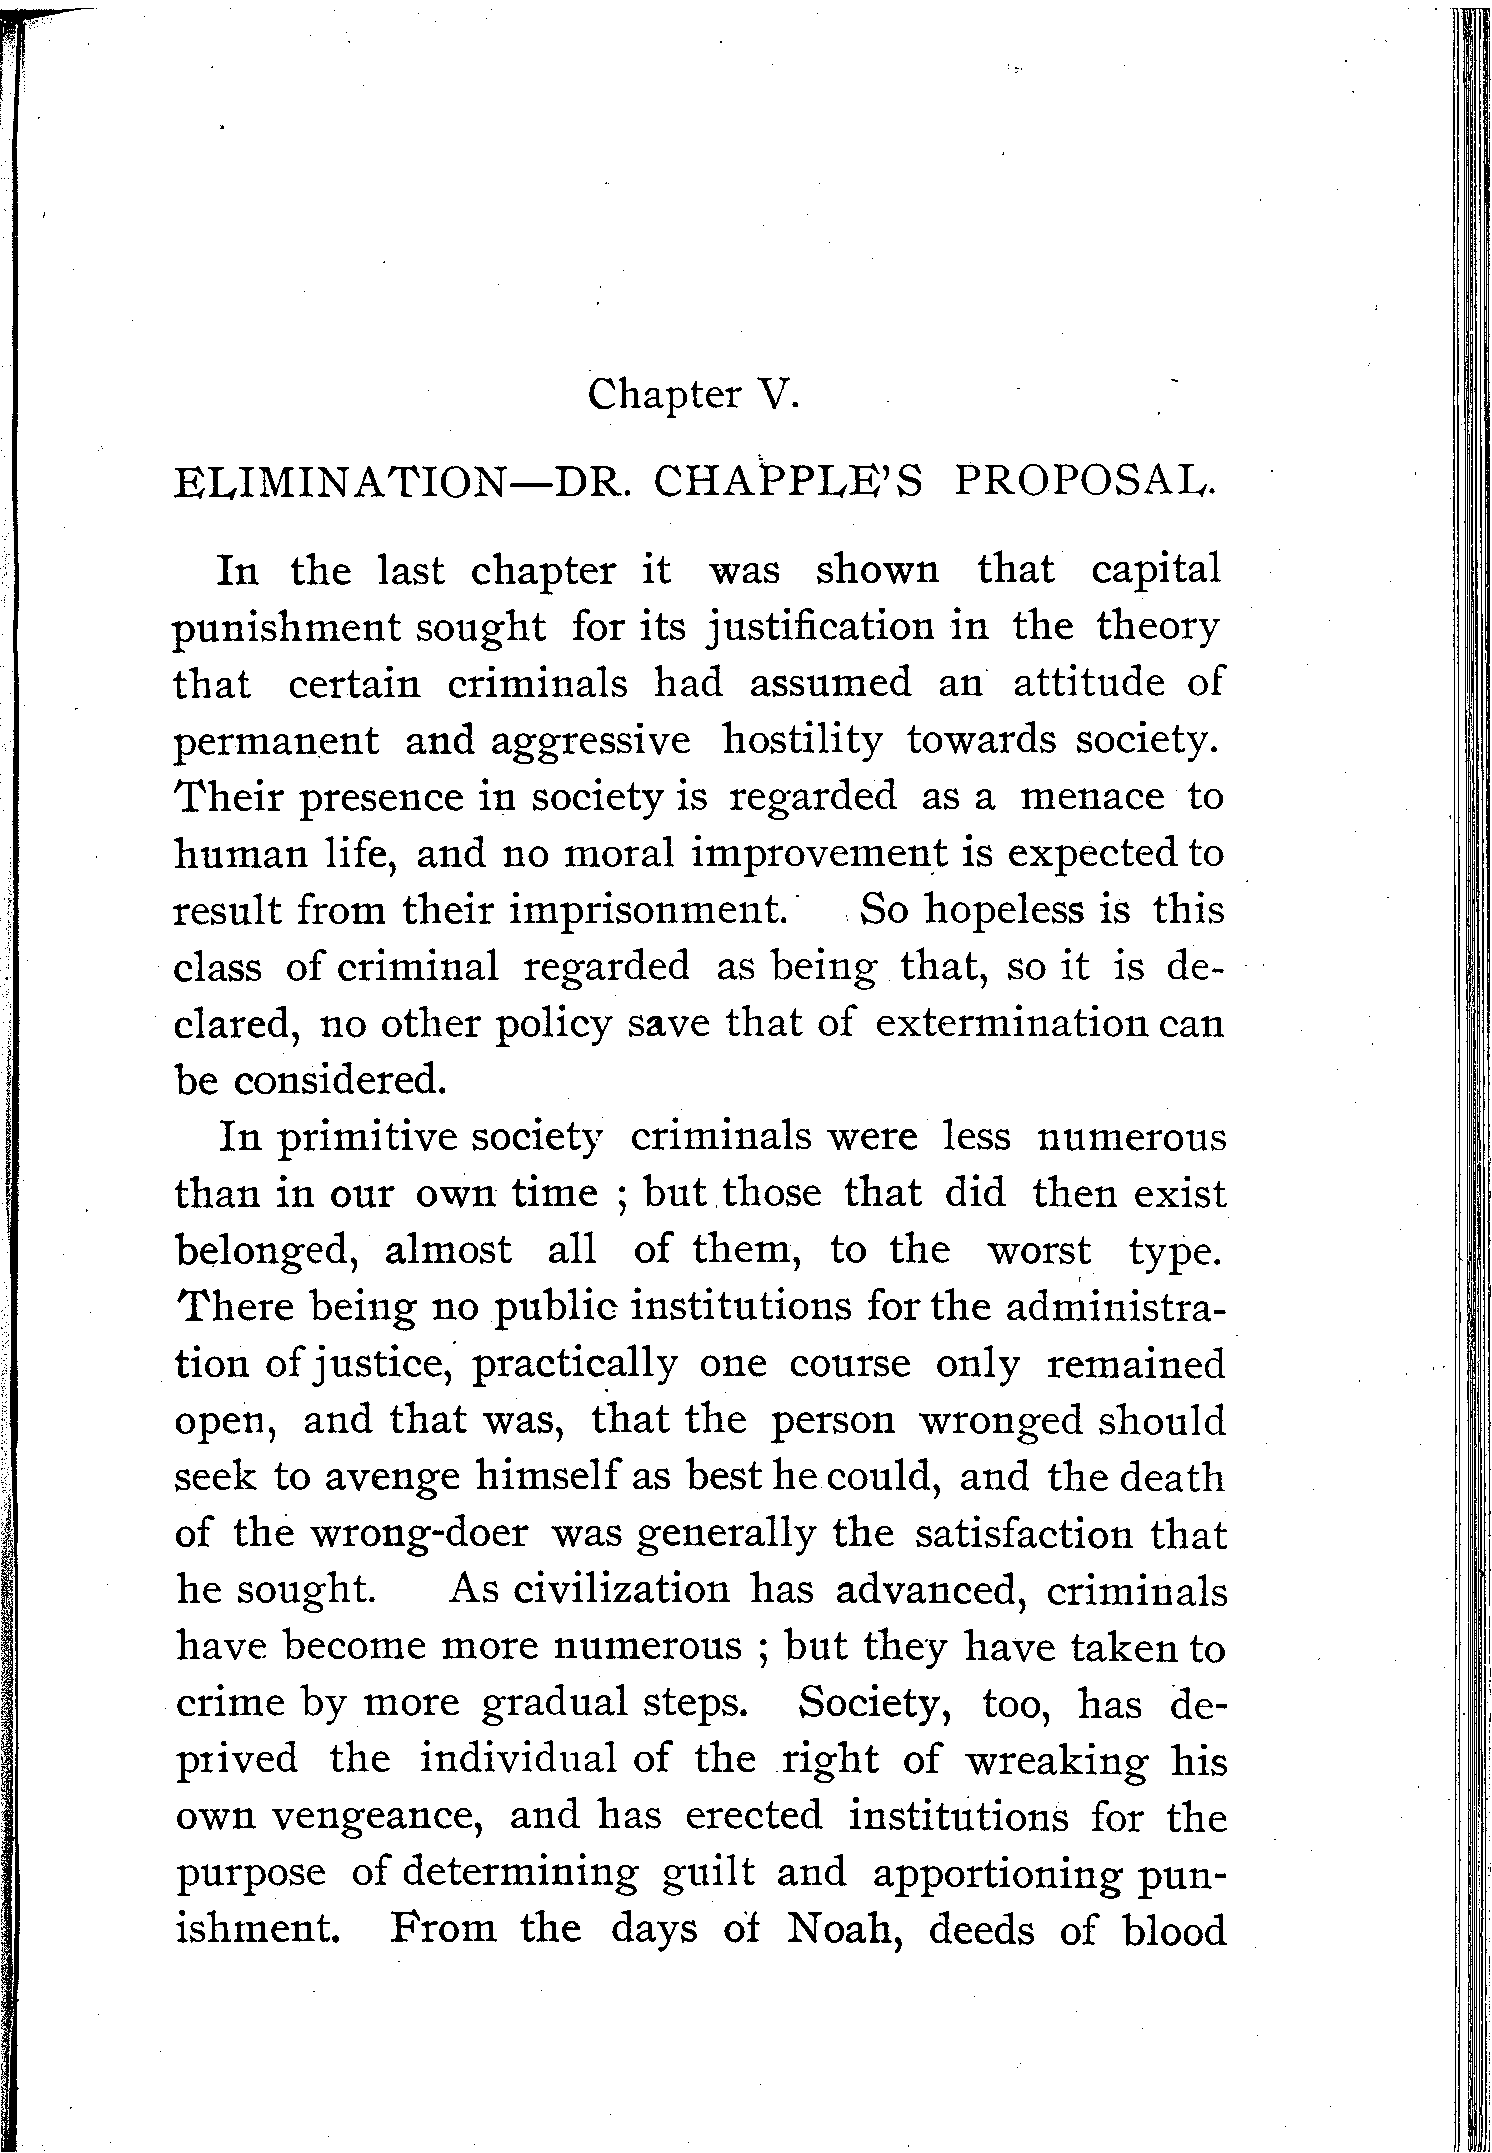 Chapter V.
ELIMINATION—DR. CHAPPLE'S PROPOSAL.
In the last chapter it was shown that capital
punishment sought for its justification in the theory
that certain criminals had assumed an attitude of
permanent and aggressive hostility towards society.
Their presence in society is regarded as a menace to
human life, and no moral improvement is expected to
result from their imprisonment. So hopeless is this
class of criminal regarded as being that, so it is de-
clared, no other policy save that of extermination can
be considered.
In primitive society criminals were less numerous
than in our own time ; but those that did then exist
belonged, almost all of them, to the worst type.
There being no public institutions for the administra-
tion of justice, practically one course only remained
open, and that was, that the person wronged should
seek to avenge himself as best he could, and the death
of the wrong-doer was generally the satisfaction that
he sought. As civilization has advanced, criminals
have become more numerous ; but they have taken to
crime by more gradual steps. Society, too, has de-
prived the individual of the right of wreaking his
own vengeance, and has erected institutions for the
purpose of determining guilt and apportioning pun-
ishment. From the days of Noah, deeds of blood